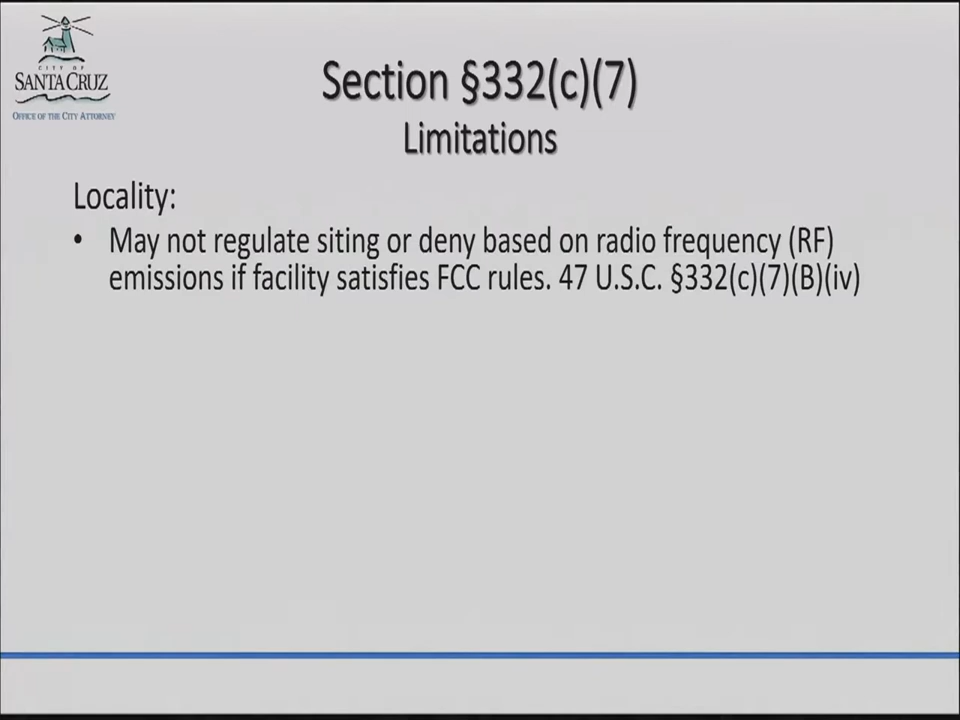 CITY OF
SANTA CRUZ
OFFICE OF THE CITY ATTORNEY
Section §332(c)(7)
Limitations
Locality:
• May not regulate siting or deny based on radio frequency (RF)
emissions if facility satisfies FCC rules. 47 U.S.C. §332(c)(7)(B)(iv)